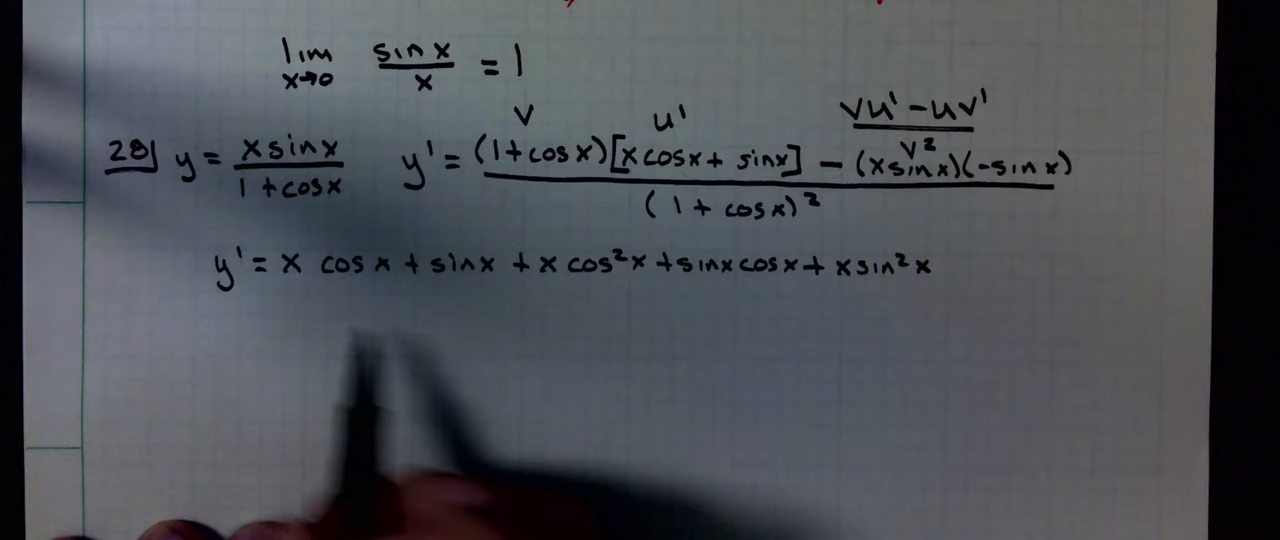 lim x→0 sin x / x = 1
v u' (vu' - uv') / v²
28) y = x sin x / (1 + cos x) y' = ((1 + cos x)[x cos x + sin x] - (x sin x)(-sin x)) / (1 + cos x)²
y' = x cos x + sin x + x cos² x + sin x cos x + x sin² x